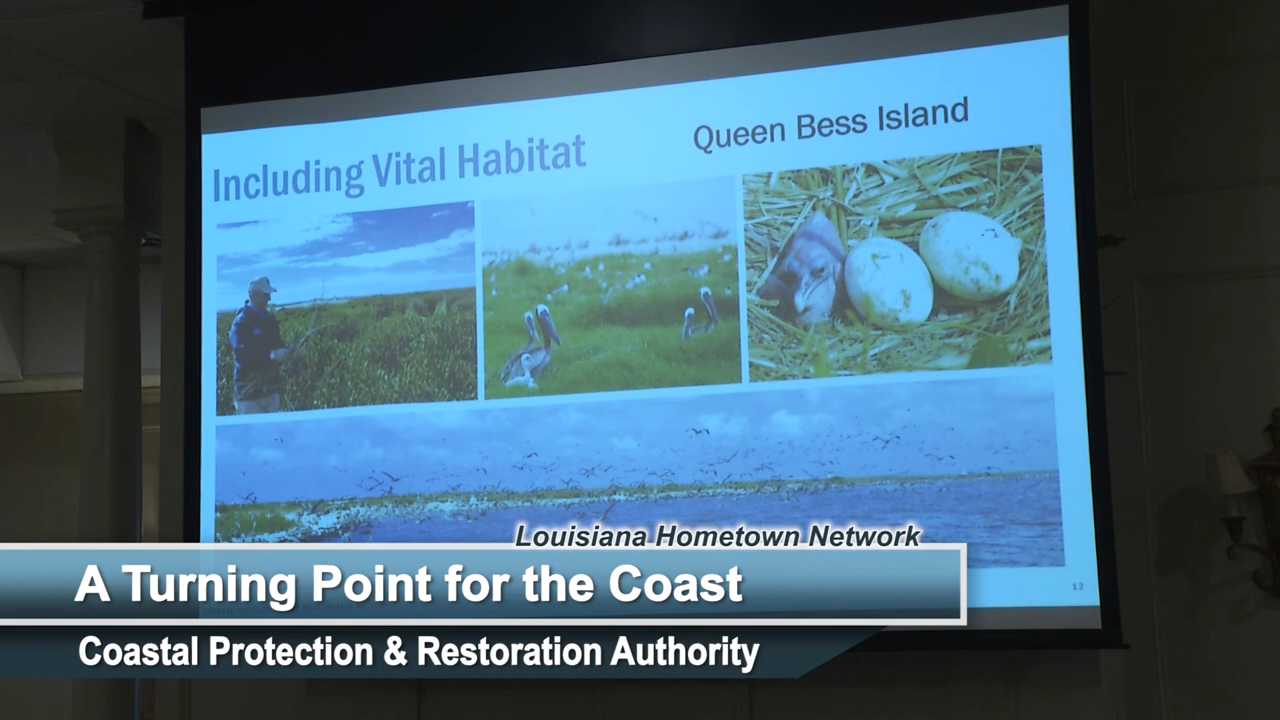 Including Vital Habitat
Queen Bess Island
12
Louisiana Hometown Network
A Turning Point for the Coast
Coastal Protection & Restoration Authority